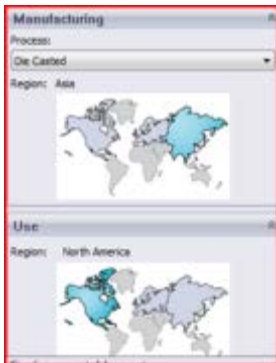 Manufacturing
Process:
Die Casted
Region: Asia
Use
Region: North America